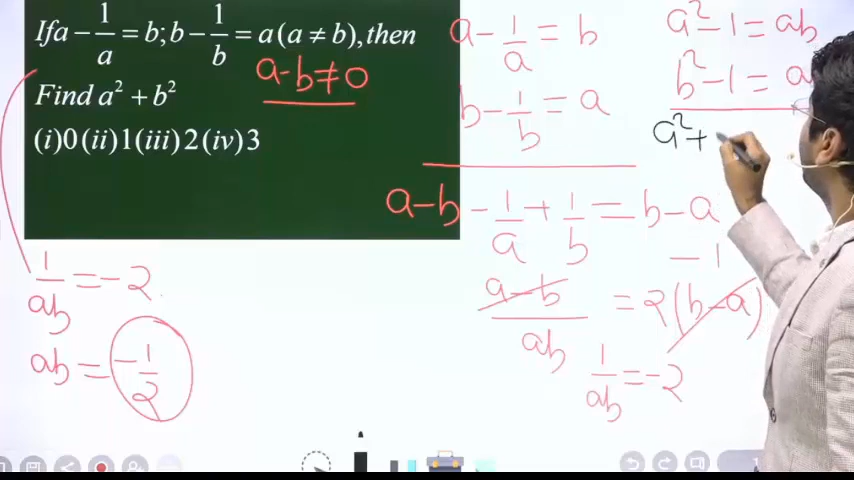 If a - 1/a = b; b - 1/b = a (a ≠ b), then
Find a² + b²
(i)0(ii)1(iii)2(iv)3
a-b≠0
1/ab = -2
ab = -1/2
a - 1/a = b
b - 1/b = a
a-b - 1/a + 1/b = b-a
-1
a-b/ab = 2(b-a)
1/ab = -2
a²-1 = ab
b²-1 = a
a²+